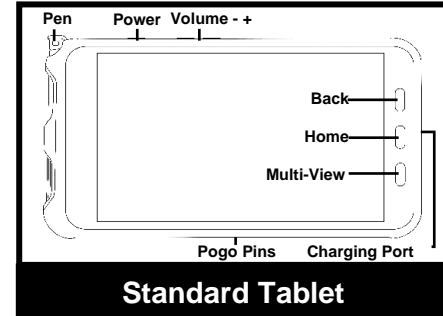 Pen Power Volume - +
Back
Home
Multi-View
Pogo Pins Charging Port
Standard Tablet